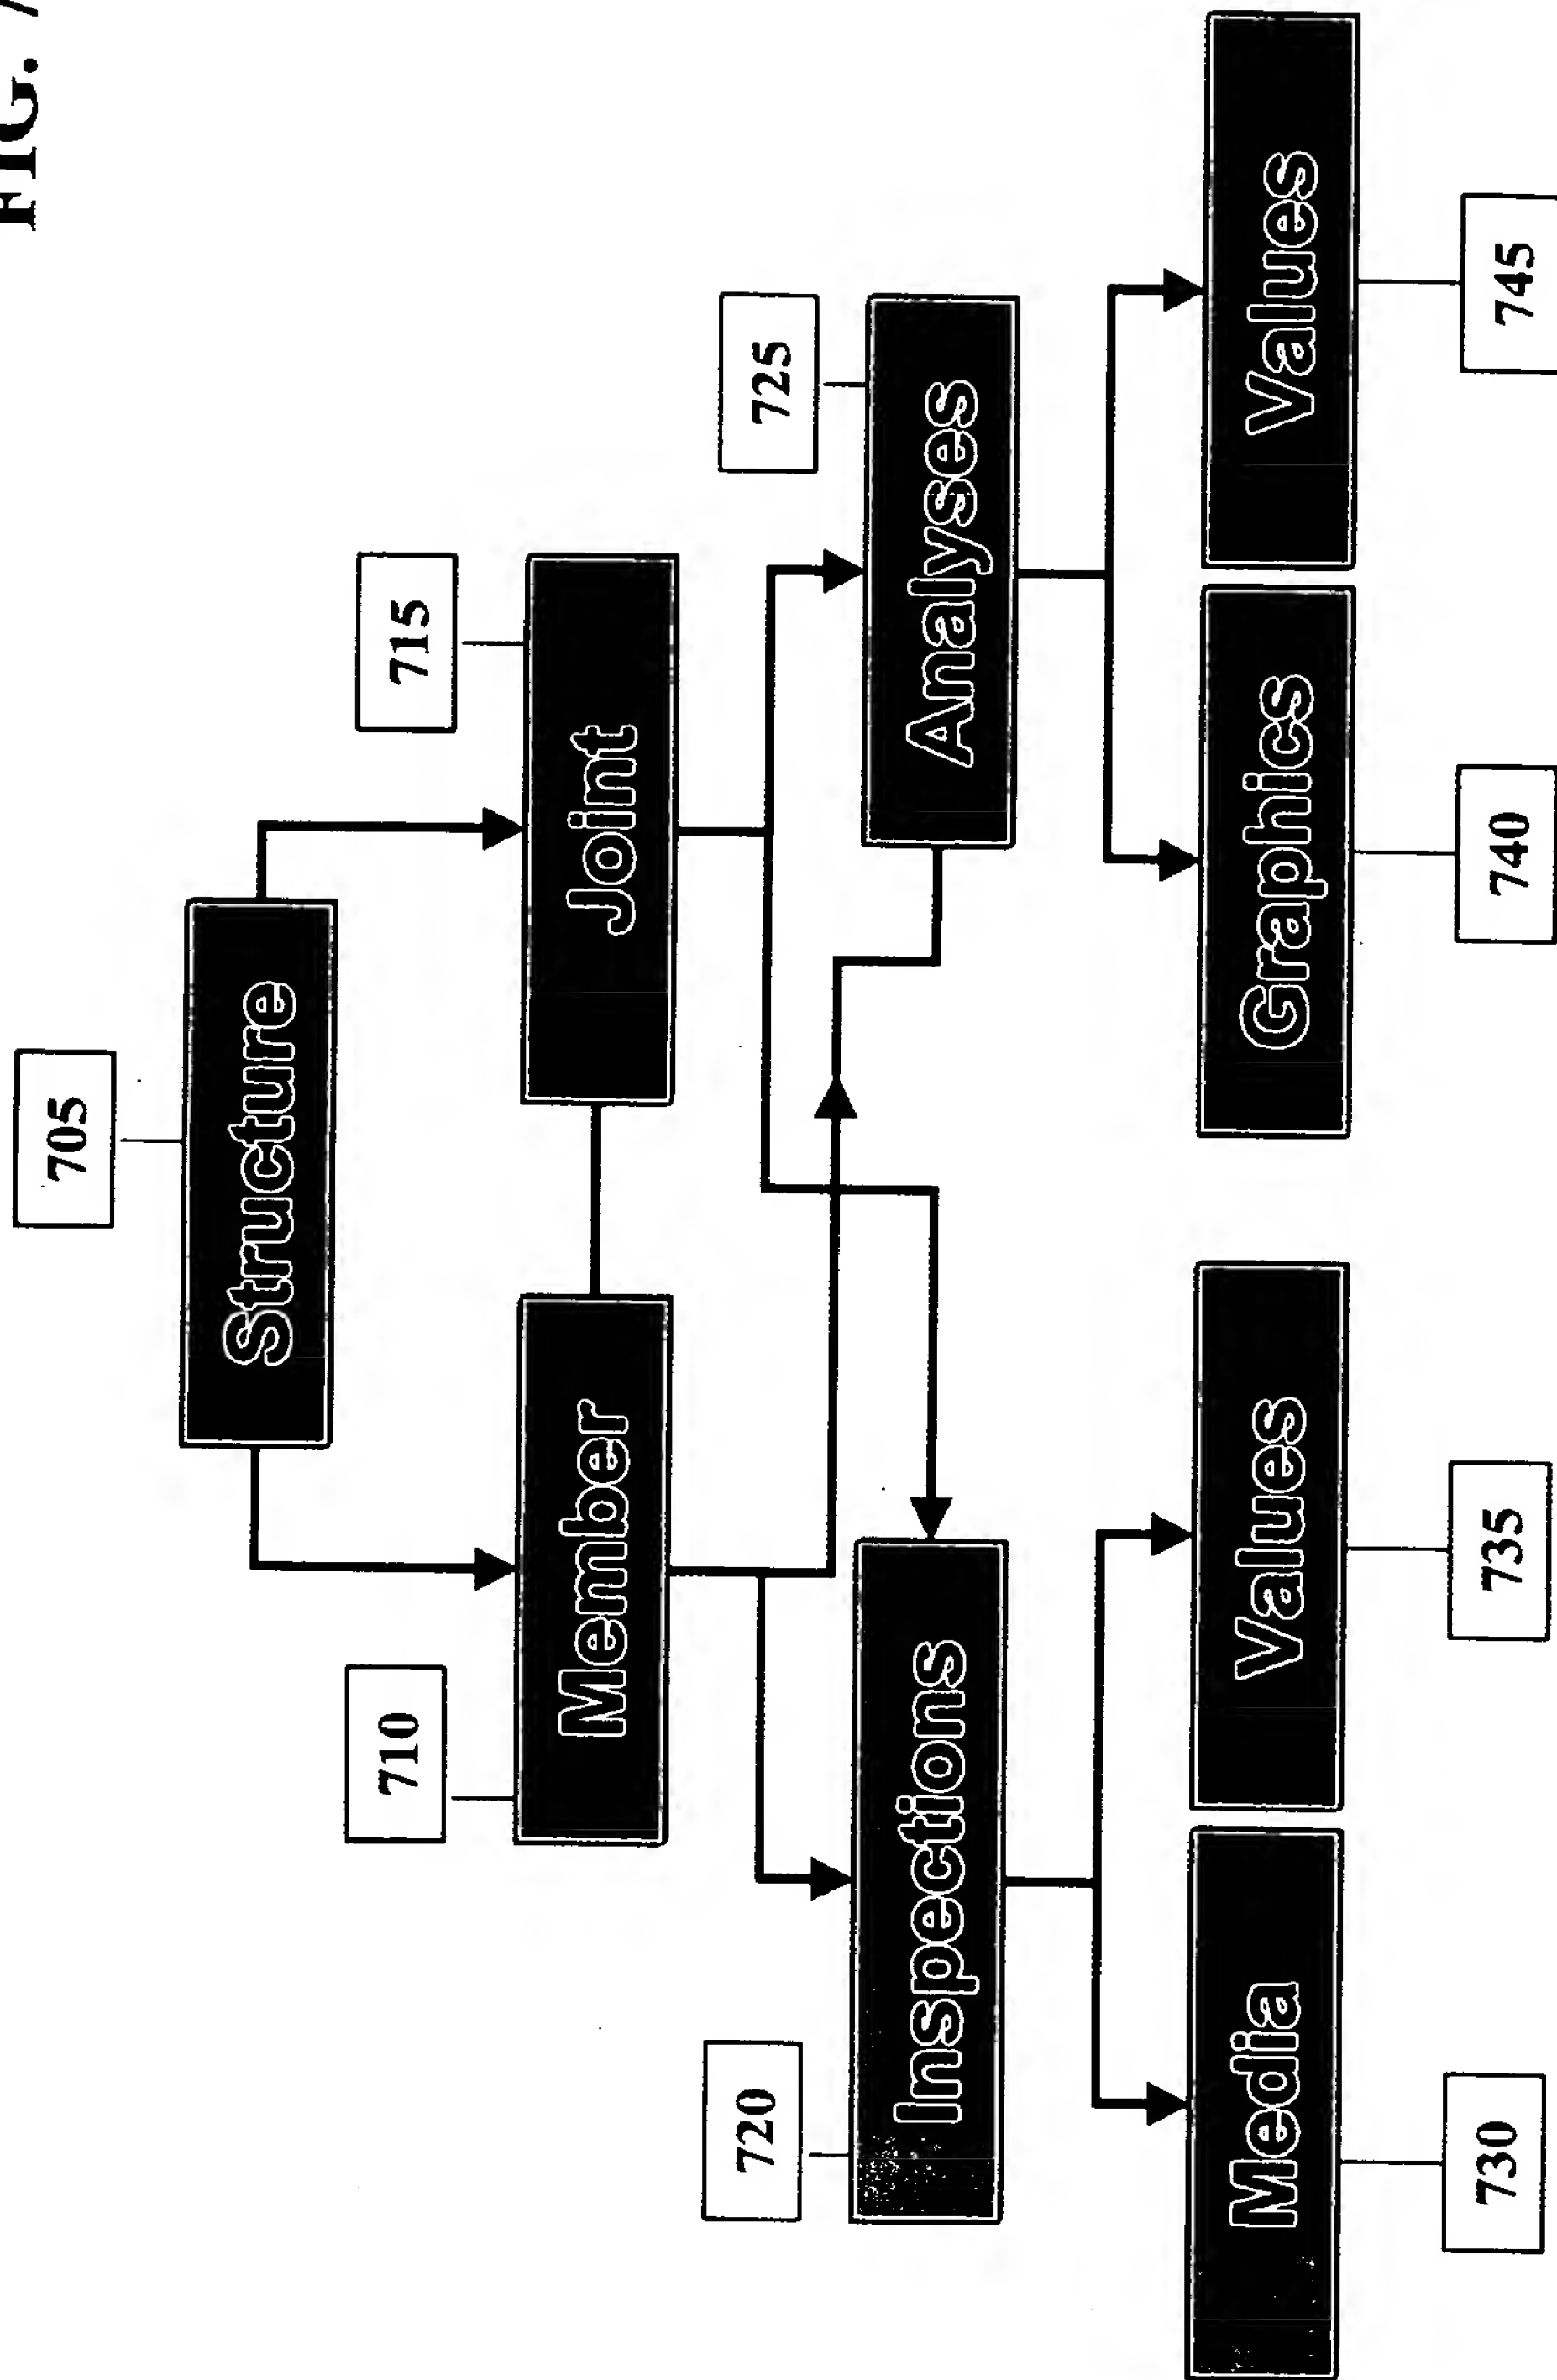 FIG. 7
705
Structure
710
715
Member
Joint
720
725
Inspections
Analyses
Media
Values
Graphics
Values
730
735
740
745